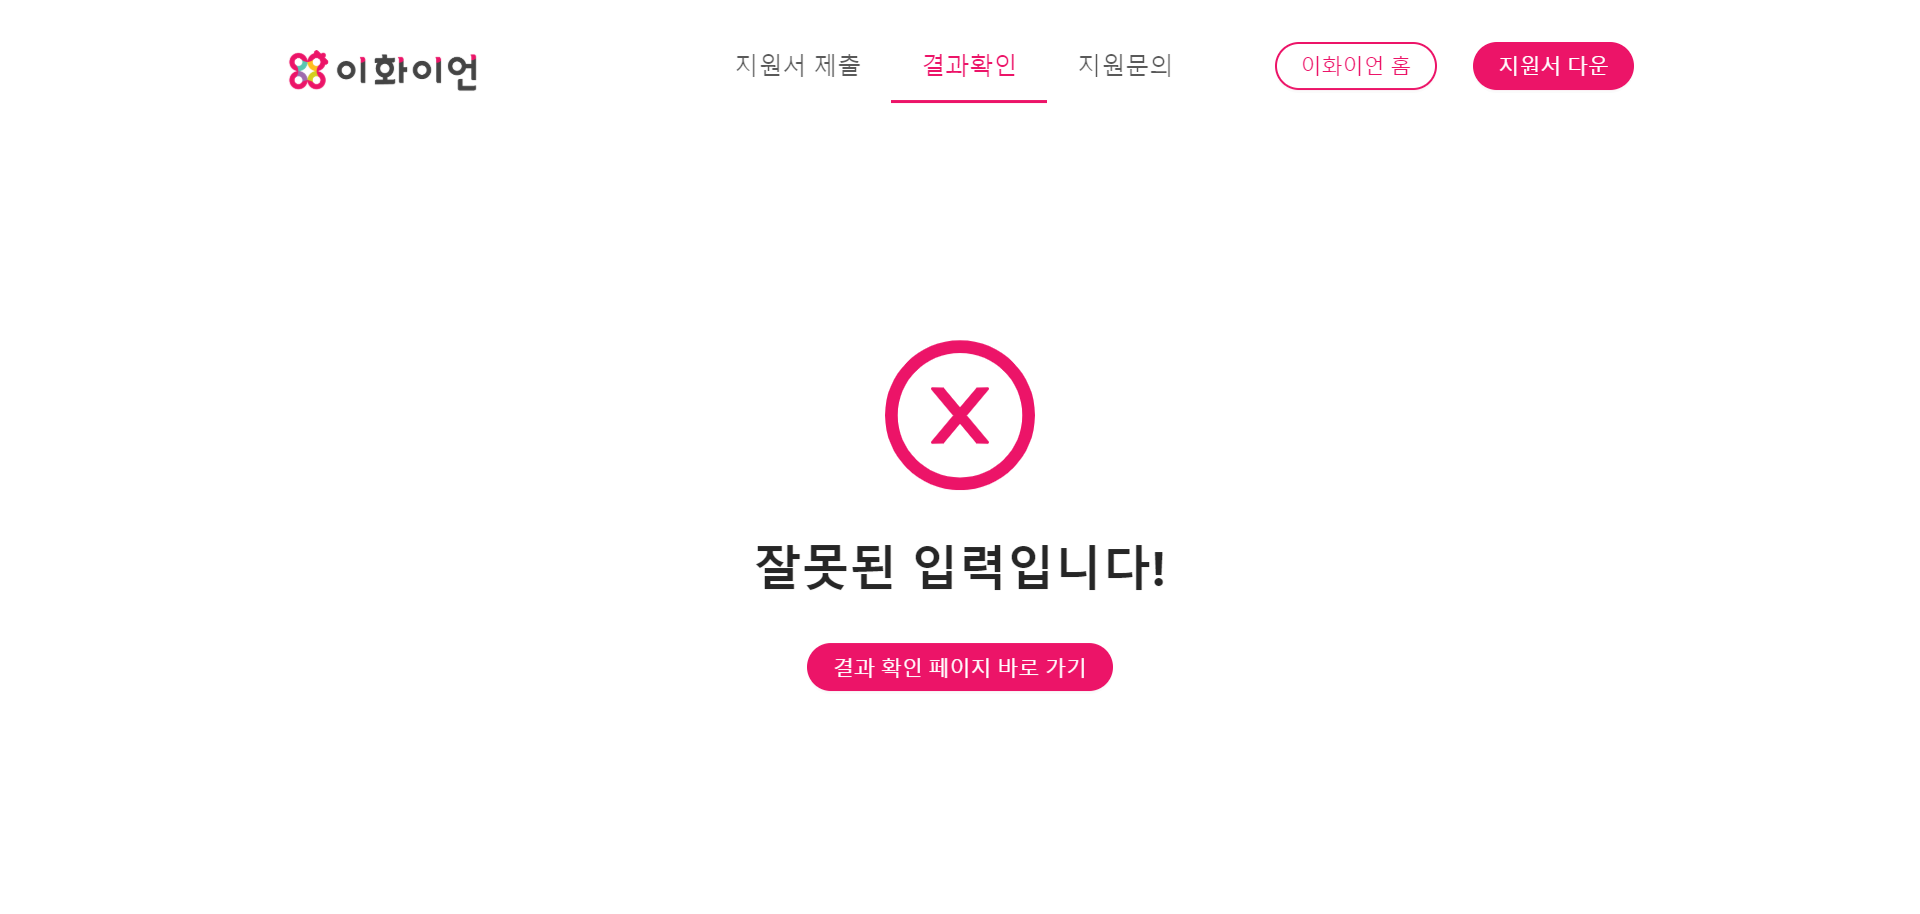 이화이언
지원서 제출
결과확인
지원문의
이화이언 홈
지원서 다운
X
잘못된 입력입니다!
결과 확인 페이지 바로 가기